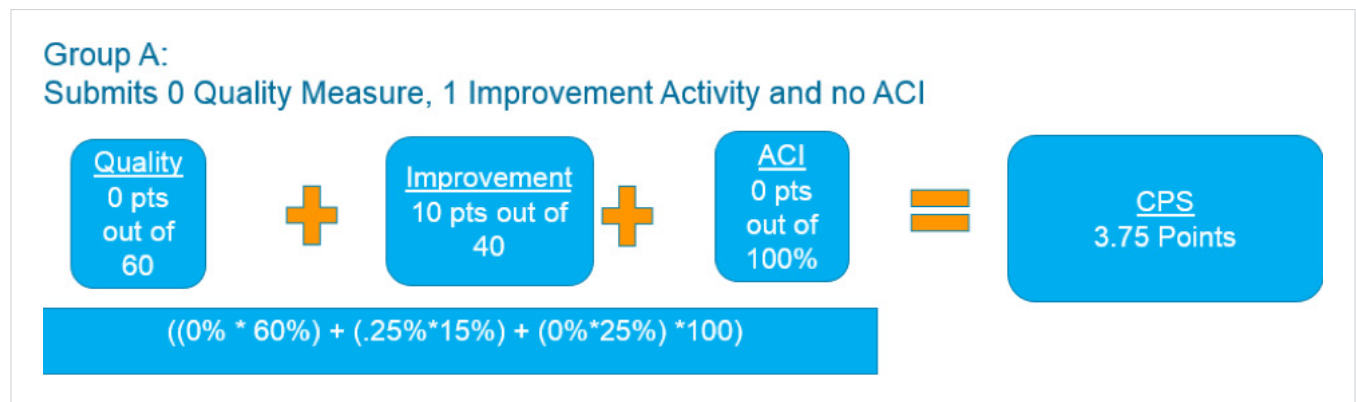 Group A:
Submits 0 Quality Measure, 1 Improvement Activity and no ACI
Quality
0 pts
out of
60
Improvement
10 pts out of
40
ACI
0 pts
out of
100%
CPS
3.75 Points
((0% * 60%) + (.25%*15%) + (0%*25%) *100)